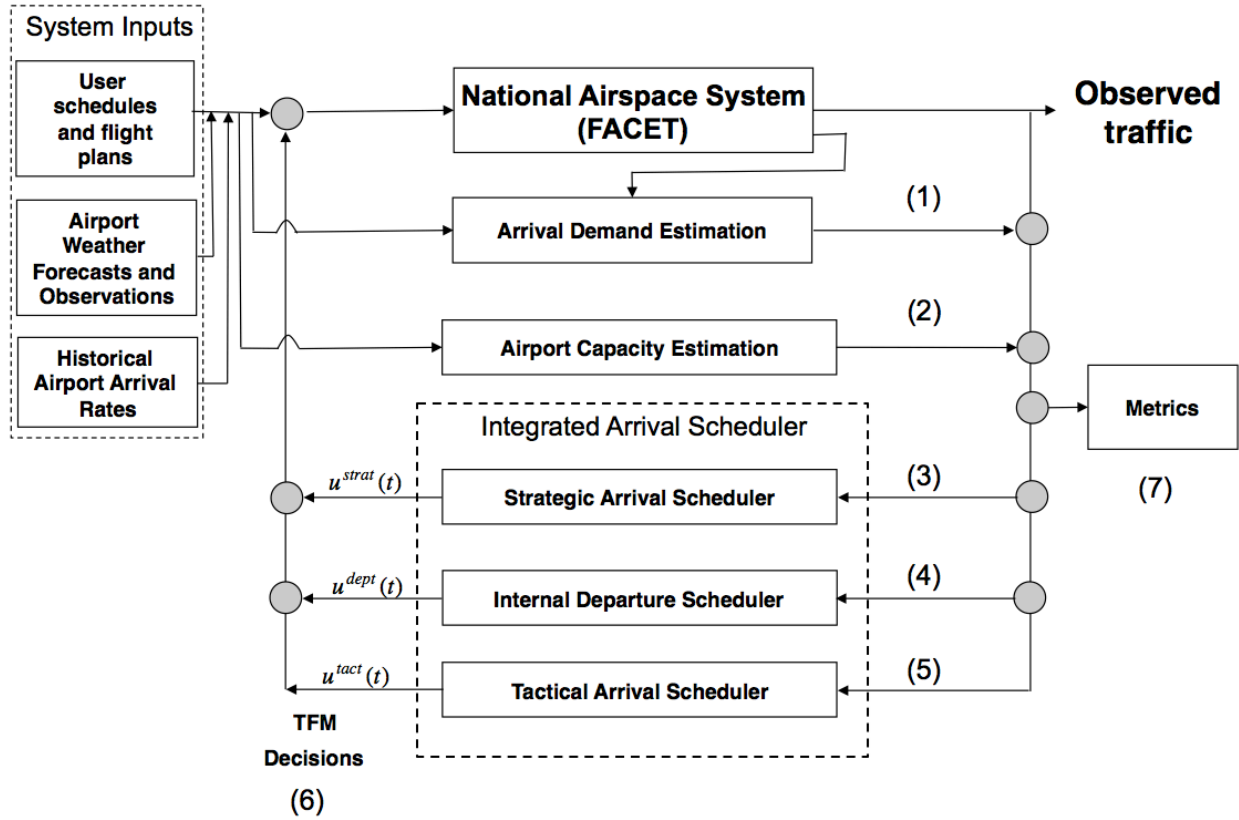 System Inputs
User
schedules
and flight
plans
Airport
Weather
Forecasts and
Observations
Historical
Airport Arrival
Rates
National Airspace System
(FACET)
Observed
traffic
Arrival Demand Estimation
(1)
Airport Capacity Estimation
(2)
Metrics
(7)
Integrated Arrival Scheduler
u^strat (t)
Strategic Arrival Scheduler
(3)
u^dept (t)
Internal Departure Scheduler
(4)
u^tact (t)
Tactical Arrival Scheduler
(5)
TFM
Decisions
(6)